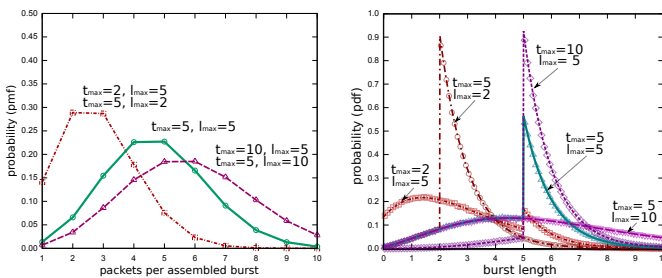 probability (pmf)
0.50
0.45
0.40
0.35
0.30
0.25
0.20
0.15
0.10
0.05
0.00
1 2 3 4 5 6 7 8 9 10
packets per assembled burst
tmax=2, lmax=5
tmax=5, lmax=2
tmax=5, lmax=5
tmax=10, lmax=5
tmax=5, lmax=10
probability (pdf)
1.0
0.9
0.8
0.7
0.6
0.5
0.4
0.3
0.2
0.1
0.0
0 1 2 3 4 5 6 7 8 9
burst length
tmax=5
lmax=2
tmax=10
lmax= 5
tmax=5
lmax=5
tmax=2
lmax=5
tmax= 5
lmax=10